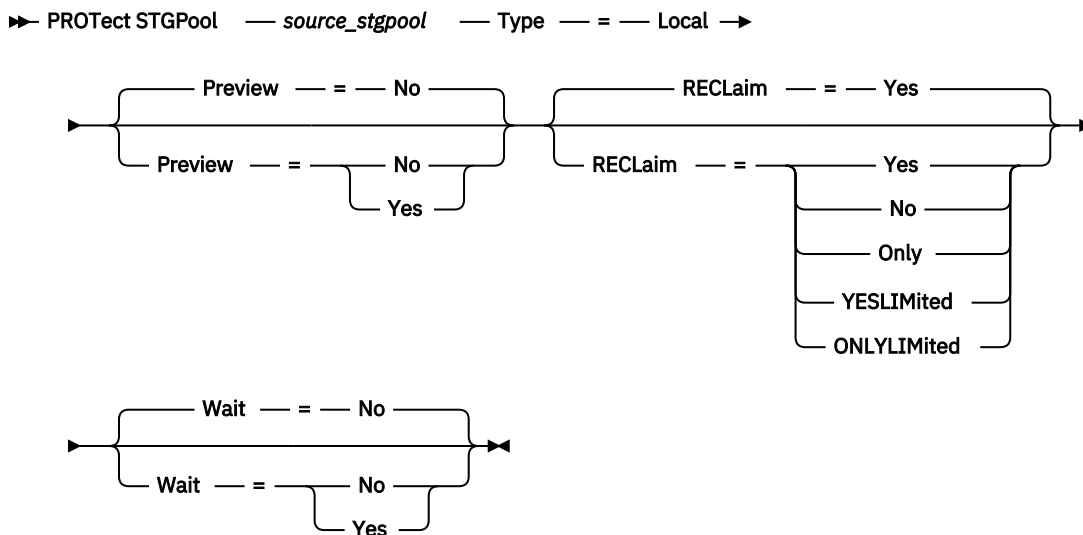 PROTect STGPool source_stgpool Type = Local
Preview = No RECLaim = Yes
Preview = No RECLaim = Yes
Yes No
Only
YESLIMited
ONLYLIMited
Wait = No
Wait = No
Yes